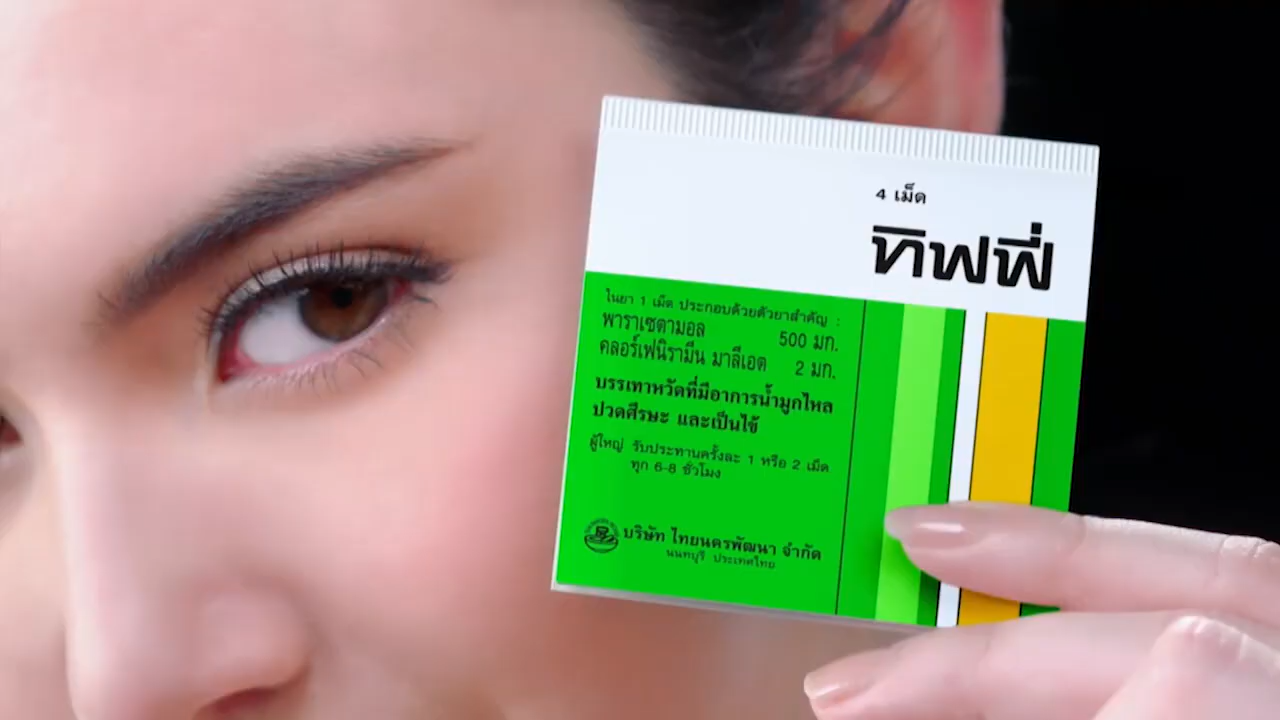 4 เม็ด
ทิฟฟี่
ในยา 1 เม็ด ประกอบด้วยตัวยาสำคัญ :
พาราเซตามอล 500 มก.
คลอร์เฟนิรามีน มาลีเอต 2 มก.
บรรเทาหวัดที่มีอาการน้ำมูกไหล
ปวดศีรษะ และเป็นไข้
ผู้ใหญ่ รับประทานครั้งละ 1 หรือ 2 เม็ด
ทุก 6-8 ชั่วโมง
บริษัท ไทยนครพัฒนา จำกัด
นนทบุรี ประเทศไทย